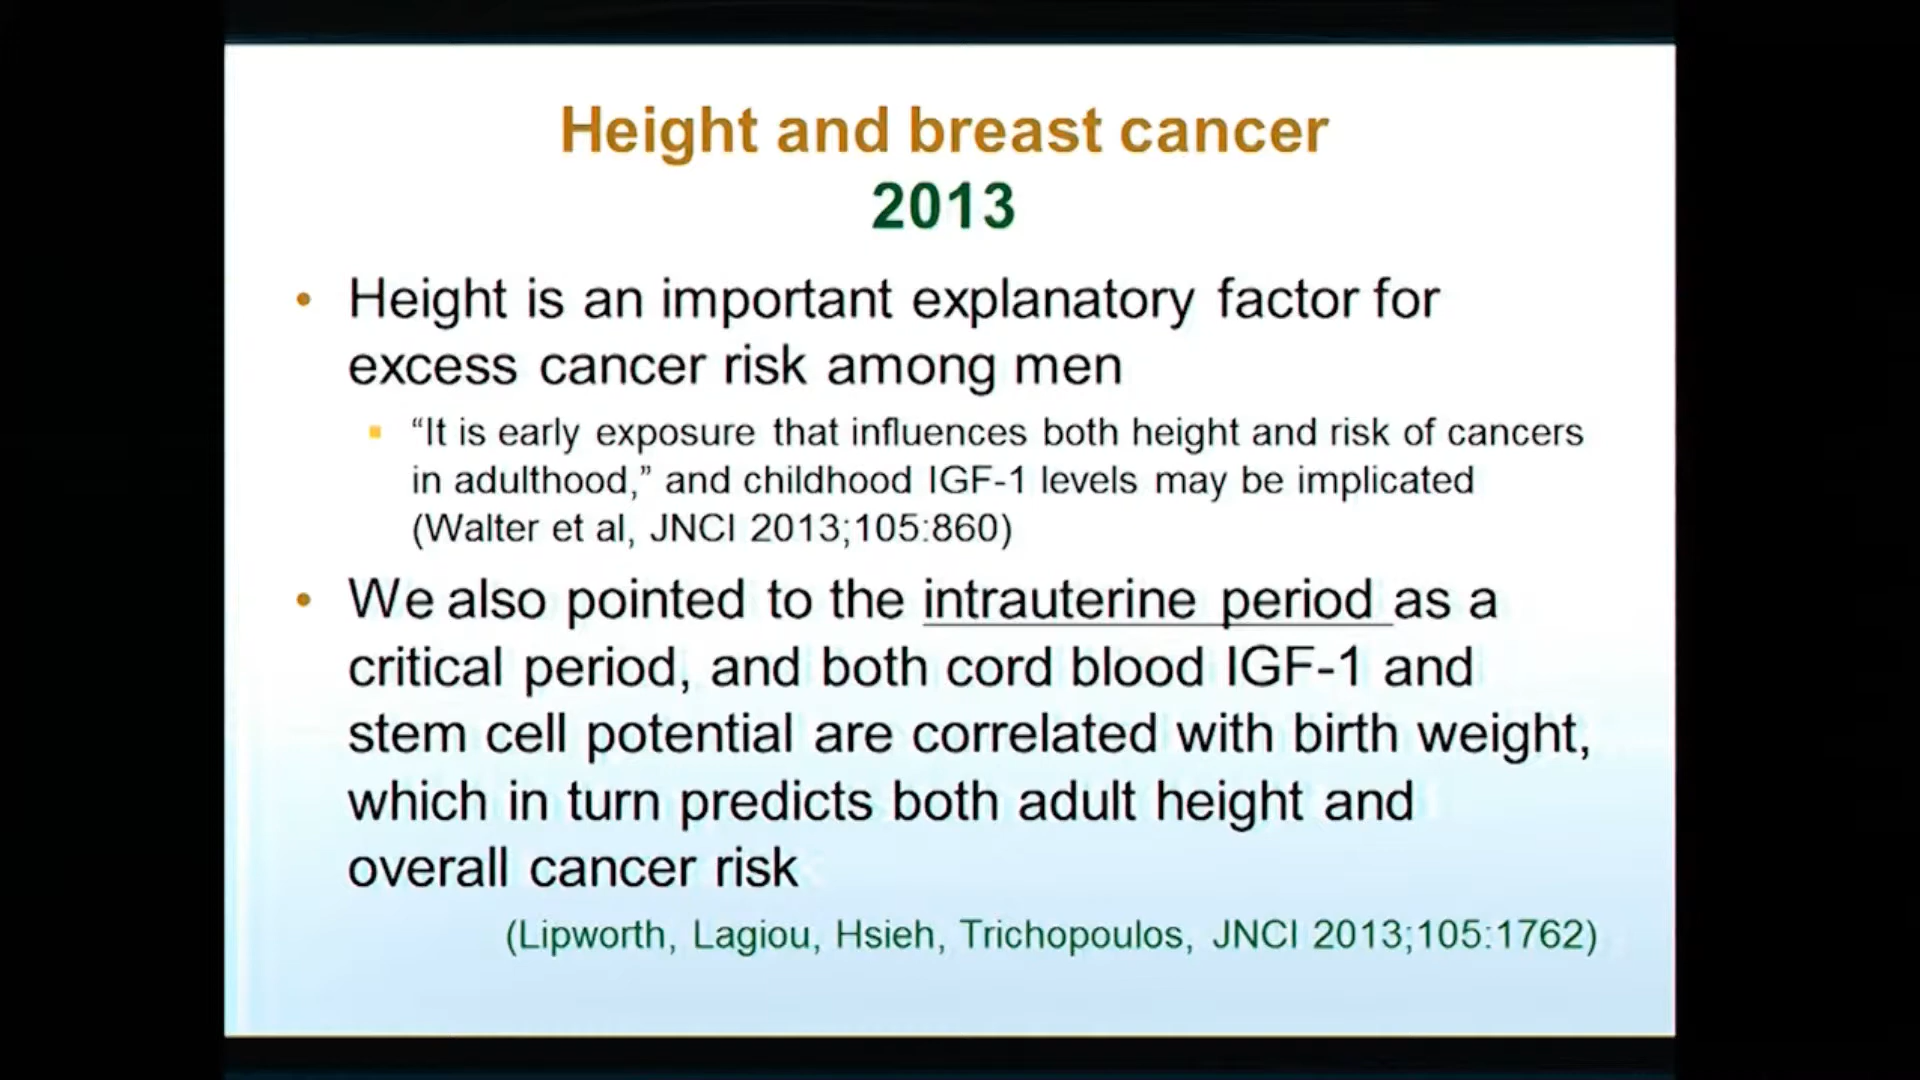 Height and breast cancer
2013
• Height is an important explanatory factor for
excess cancer risk among men
▪ “It is early exposure that influences both height and risk of cancers
in adulthood,” and childhood IGF-1 levels may be implicated
(Walter et al, JNCI 2013;105:860)
• We also pointed to the intrauterine period as a
critical period, and both cord blood IGF-1 and
stem cell potential are correlated with birth weight,
which in turn predicts both adult height and
overall cancer risk
(Lipworth, Lagiou, Hsieh, Trichopoulos, JNCI 2013;105:1762)